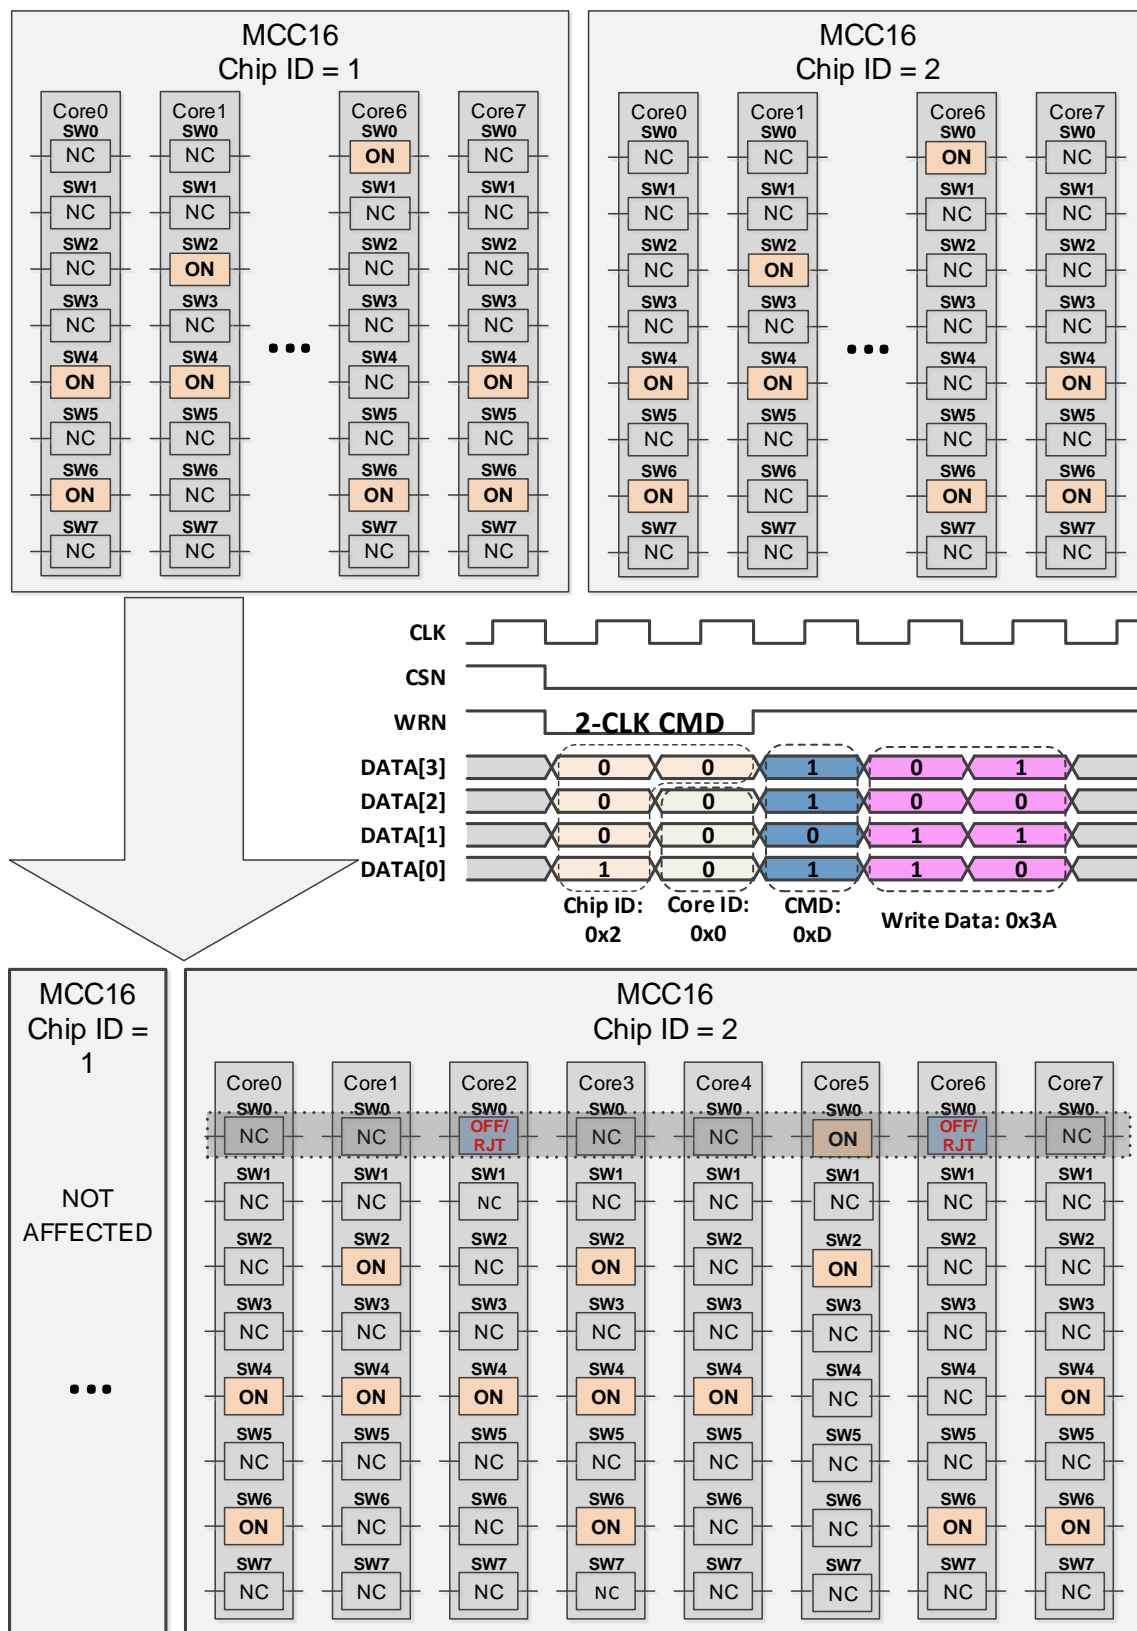 MCC16
Chip ID = 1
Core0 Core1 Core6 Core7
SW0 SW0 SW0 SW0
NC NC ON NC
SW1 SW1 SW1 SW1
NC NC NC NC
SW2 SW2 SW2 SW2
NC ON NC NC
SW3 SW3 SW3 SW3
NC NC NC NC
...
SW4 SW4 SW4 SW4
ON ON NC ON
SW5 SW5 SW5 SW5
NC NC NC NC
SW6 SW6 SW6 SW6
ON NC ON ON
SW7 SW7 SW7 SW7
NC NC NC NC
MCC16
Chip ID = 2
Core0 Core1 Core6 Core7
SW0 SW0 SW0 SW0
NC NC ON NC
SW1 SW1 SW1 SW1
NC NC NC NC
SW2 SW2 SW2 SW2
NC ON NC NC
SW3 SW3 SW3 SW3
NC NC NC NC
...
SW4 SW4 SW4 SW4
ON ON NC ON
SW5 SW5 SW5 SW5
NC NC NC NC
SW6 SW6 SW6 SW6
ON NC ON ON
SW7 SW7 SW7 SW7
NC NC NC NC
CLK
CSN
WRN 2-CLK CMD
DATA[3] 0 0 1 0 1
DATA[2] 0 0 1 0 0
DATA[1] 0 0 0 1 1
DATA[0] 1 0 1 1 0
Chip ID: Core ID: CMD: Write Data: 0x3A
0x2 0x0 0xD
MCC16
Chip ID =
1
NOT
AFFECTED
...
MCC16
Chip ID = 2
Core0 Core1 Core2 Core3 Core4 Core5 Core6 Core7
SW0 SW0 SW0 SW0 SW0 SW0 SW0 SW0
NC NC OFF/ NC NC ON OFF/ NC
RJT RJT
SW1 SW1 SW1 SW1 SW1 SW1 SW1 SW1
NC NC NC NC NC NC NC NC
SW2 SW2 SW2 SW2 SW2 SW2 SW2 SW2
NC ON NC ON NC ON NC NC
SW3 SW3 SW3 SW3 SW3 SW3 SW3 SW3
NC NC NC NC NC NC NC NC
SW4 SW4 SW4 SW4 SW4 SW4 SW4 SW4
ON ON ON ON ON NC NC ON
SW5 SW5 SW5 SW5 SW5 SW5 SW5 SW5
NC NC NC NC NC NC NC NC
SW6 SW6 SW6 SW6 SW6 SW6 SW6 SW6
ON NC NC ON NC NC ON ON
SW7 SW7 SW7 SW7 SW7 SW7 SW7 SW7
NC NC NC NC NC NC NC NC